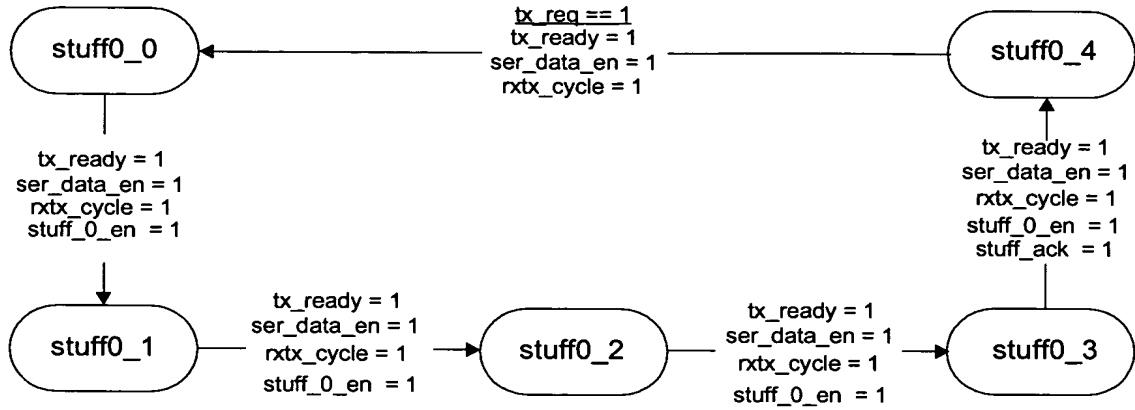 stuff0_0
tx_req == 1
tx_ready = 1
ser_data_en = 1
rxtx_cycle = 1
stuff0_4
tx_ready = 1
ser_data_en = 1
rxtx_cycle = 1
stuff_0_en = 1
tx_ready = 1
ser_data_en = 1
rxtx_cycle = 1
stuff_0_en = 1
stuff_ack = 1
stuff0_1
tx_ready = 1
ser_data_en = 1
rxtx_cycle = 1
stuff_0_en = 1
stuff0_2
tx_ready = 1
ser_data_en = 1
rxtx_cycle = 1
stuff_0_en = 1
stuff0_3